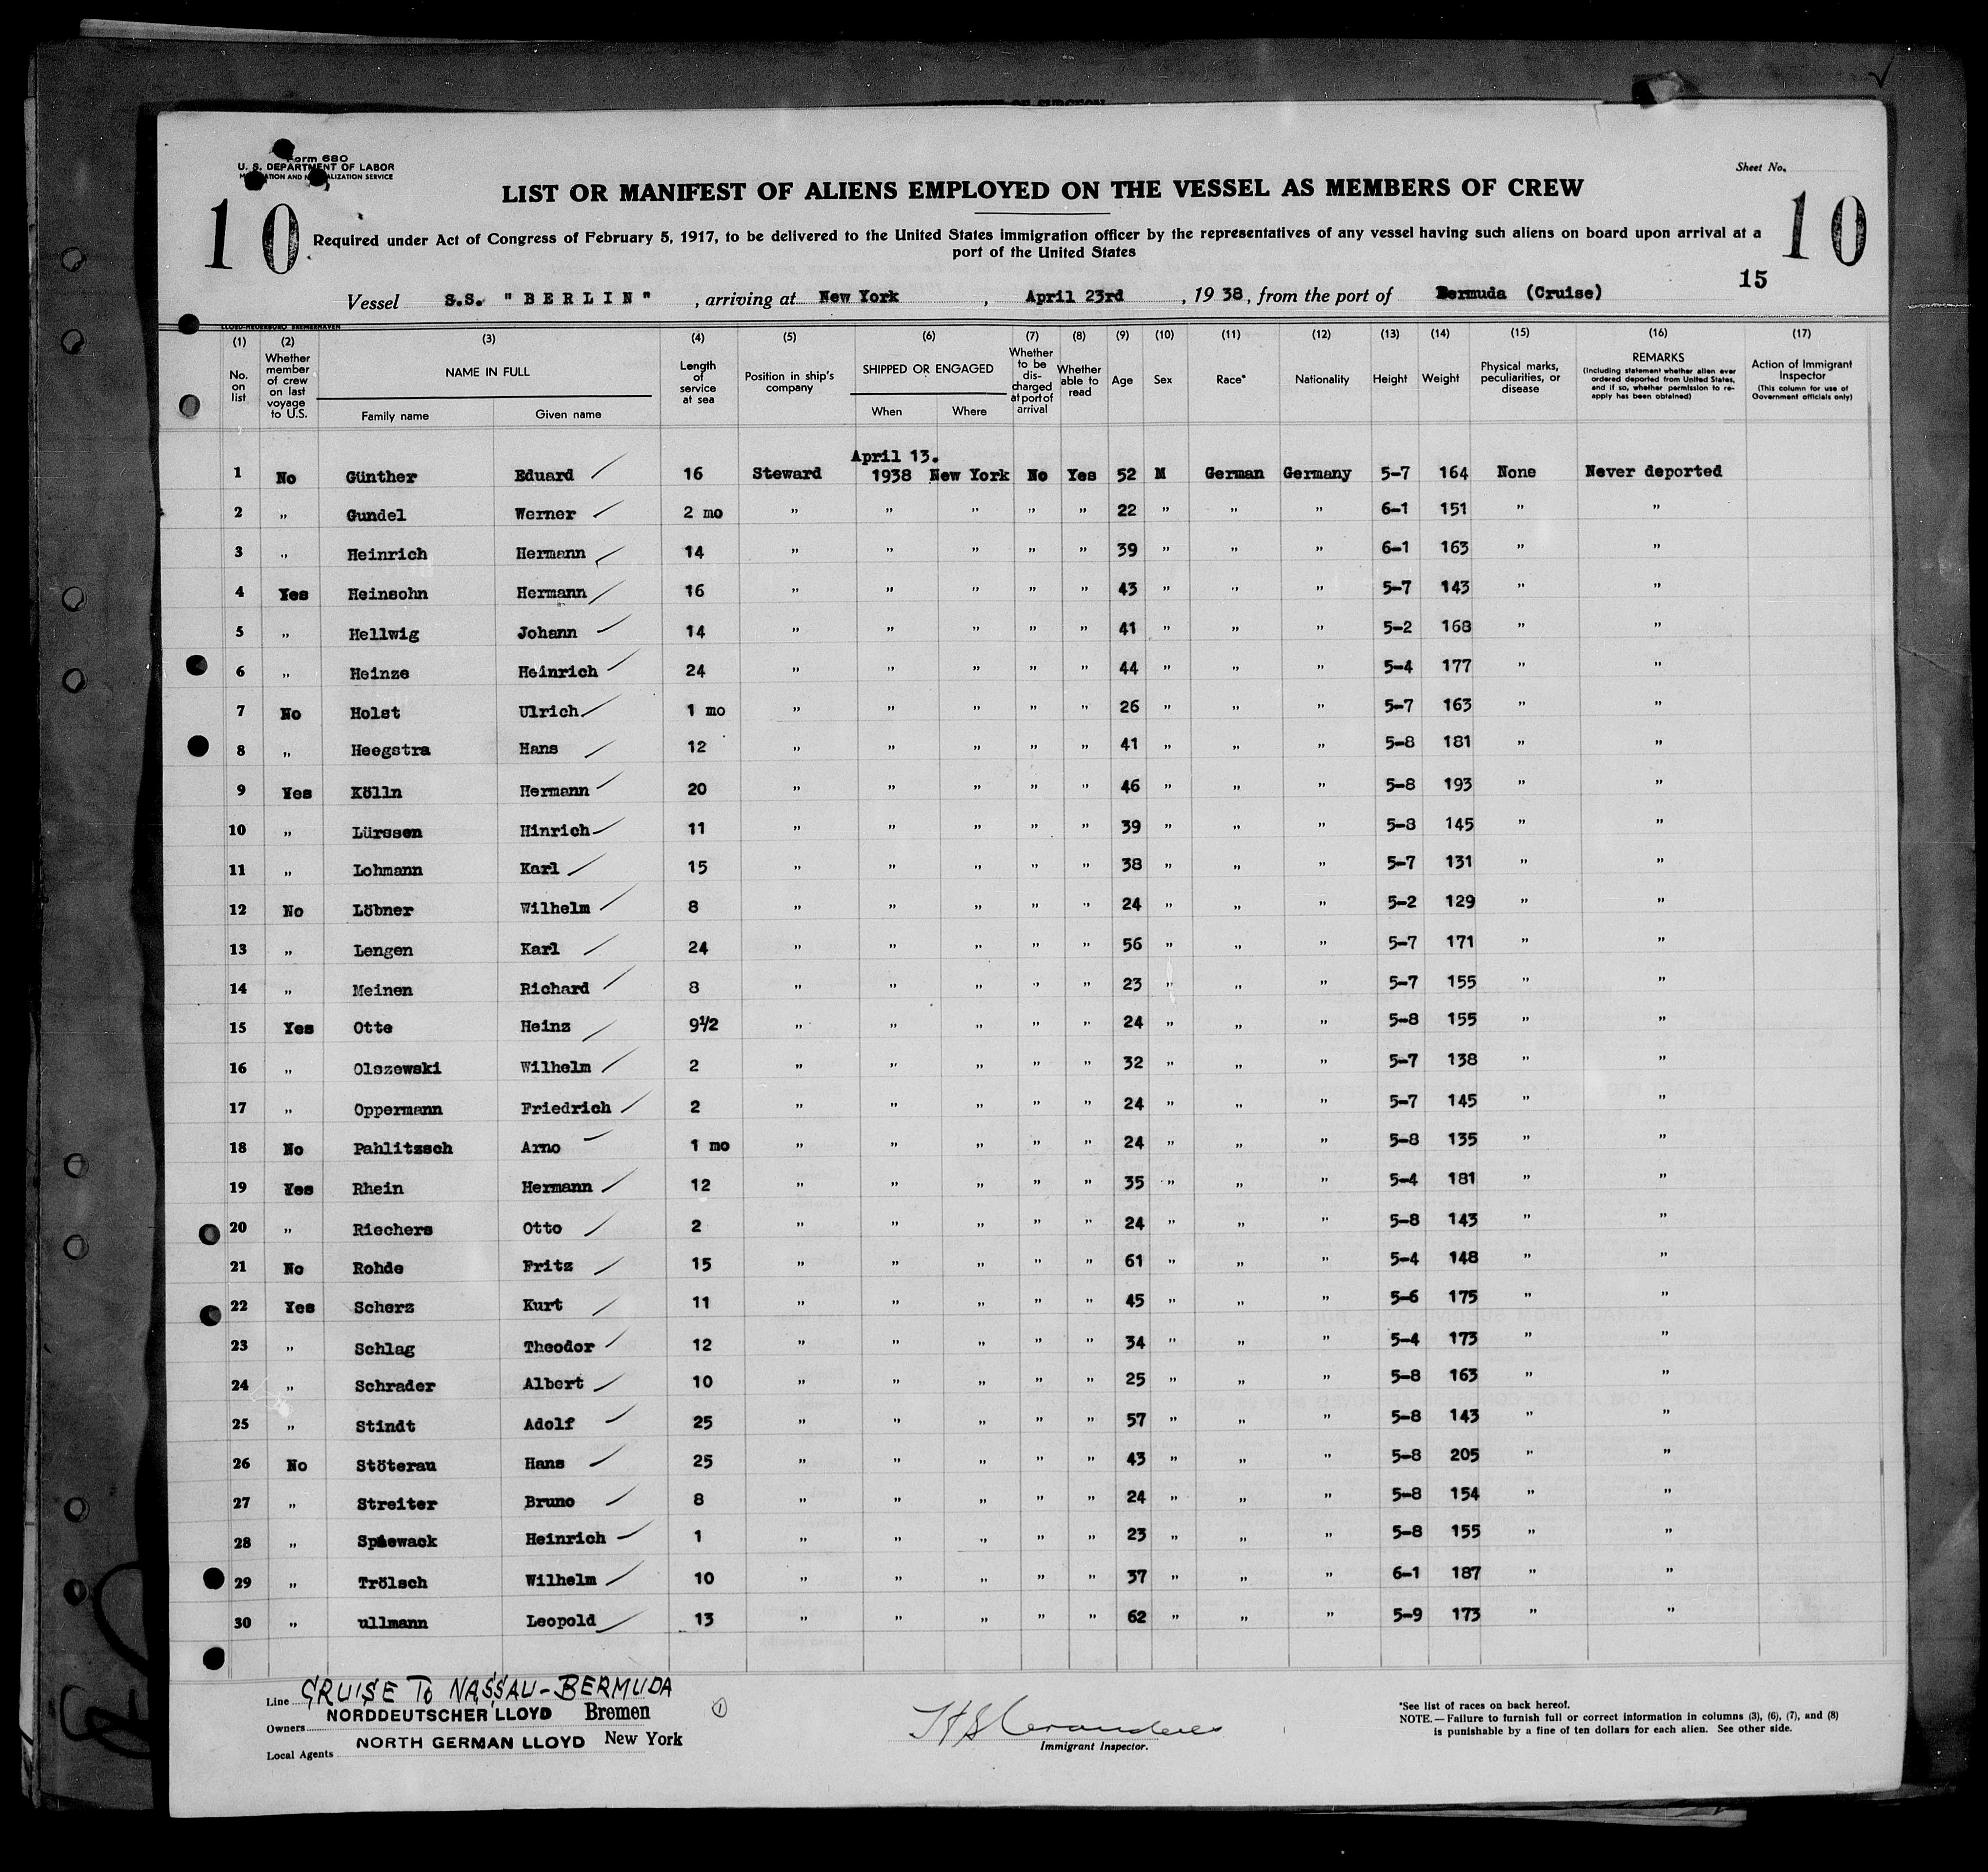 Form 680
U. S. DEPARTMENT OF LABOR
Sheet No.
LIST OR MANIFEST OF ALIENS EMPLOYED ON THE VESSEL AS MEMBERS OF CREW
10 10
Required under Act of Congress of February 5, 1917, to be delivered to the United States immigration officer by the representatives of any vessel having such aliens on board upon arrival at a
port of the United States
15
Vessel S.S. "BERLIN", arriving at New York, April 23rd, 1938, from the port of Bermuda (Cruise)
(1) (2) (3) (4) (5) (6) (7) (8) (9) (10) (11) (12) (13) (14) (15) (16) (17)
No. on list
Whether member of crew on last voyage to U.S.
NAME IN FULL
Family name Given name
Length of service at sea
Position in ship's company
SHIPPED OR ENGAGED
When Where
Whether to be discharged at port of arrival
Whether able to read
Age
Sex
Race*
Nationality
Height
Weight
Physical marks, peculiarities, or disease
REMARKS
(Including statement whether alien ever ordered deported from United States, and if so, whether permission to reapply has been obtained)
Action of Immigrant Inspector
(This column for use of Government officials only)
April 13.
1 No Günther Eduard 16 Steward 1938 New York No Yes 52 M German Germany 5-7 164 None Never deported
2 " Gundel Werner 2 mo " " " " " 22 " " " 6-1 151 " "
3 " Heinrich Hermann 14 " " " " " 39 " " " 6-1 163 " "
4 Yes Heinsohn Hermann 16 " " " " " 43 " " " 5-7 143 " "
5 " Hellwig Johann 14 " " " " " 41 " " " 5-2 168 " "
6 " Heinze Heinrich 24 " " " " " 44 " " " 5-4 177 " "
7 No Holst Ulrich 1 mo " " " " " 26 " " " 5-7 163 " "
8 " Heegstra Hans 12 " " " " " 41 " " " 5-8 181 " "
9 Yes Kölln Hermann 20 " " " " " 46 " " " 5-8 193 " "
10 " Lürssen Hinrich 11 " " " " " 39 " " " 5-8 145 " "
11 " Lohmann Karl 15 " " " " " 38 " " " 5-7 131 " "
12 No Löbner Wilhelm 8 " " " " " 24 " " " 5-2 129 " "
13 " Lengen Karl 24 " " " " " 56 " " " 5-7 171 " "
14 " Meinen Richard 8 " " " " " 23 " " " 5-7 155 " "
15 Yes Otte Heinz 9½ " " " " " 24 " " " 5-8 155 " "
16 " Olszewski Wilhelm 2 " " " " " 32 " " " 5-7 138 " "
17 " Oppermann Friedrich 2 " " " " " 24 " " " 5-7 145 " "
18 No Pahlitzsch Arno 1 mo " " " " " 24 " " " 5-8 135 " "
19 Yes Rhein Hermann 12 " " " " " 35 " " " 5-4 181 " "
20 " Riechers Otto 2 " " " " " 24 " " " 5-8 143 " "
21 No Rohde Fritz 15 " " " " " 61 " " " 5-4 148 " "
22 Yes Scherz Kurt 11 " " " " " 45 " " " 5-6 175 " "
23 " Schlag Theodor 12 " " " " " 34 " " " 5-4 173 " "
24 " Schrader Albert 10 " " " " " 25 " " " 5-8 163 " "
25 " Stindt Adolf 25 " " " " " 57 " " " 5-8 143 " "
26 No Stöterau Hans 25 " " " " " 43 " " " 5-8 205 " "
27 " Streiter Bruno 8 " " " " " 24 " " " 5-8 154 " "
28 " Spiewack Heinrich 1 " " " " " 23 " " " 5-8 155 " "
29 " Trölsch Wilhelm 10 " " " " " 37 " " " 6-1 187 " "
30 " ullmann Leopold 13 " " " " " 62 " " " 5-9 173 " "
Line CRUISE TO NASSAU-BERMUDA
Owners NORDDEUTSCHER LLOYD Bremen
Local Agents NORTH GERMAN LLOYD New York
Immigrant Inspector.
*See list of races on back hereof.
NOTE.—Failure to furnish full or correct information in columns (3), (6), (7), and (8)
is punishable by a fine of ten dollars for each alien. See other side.